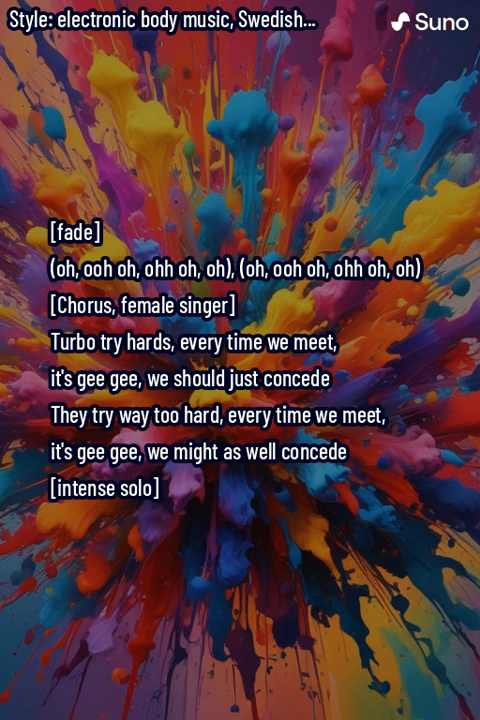 Style: electronic body music, Swedish...
Suno
[fade]
(oh, ooh oh, ohh oh, oh), (oh, ooh oh, ohh oh, oh)
[Chorus, female singer]
Turbo try hards, every time we meet,
it's gee gee, we should just concede
They try way too hard, every time we meet,
it's gee gee, we might as well concede
[intense solo]